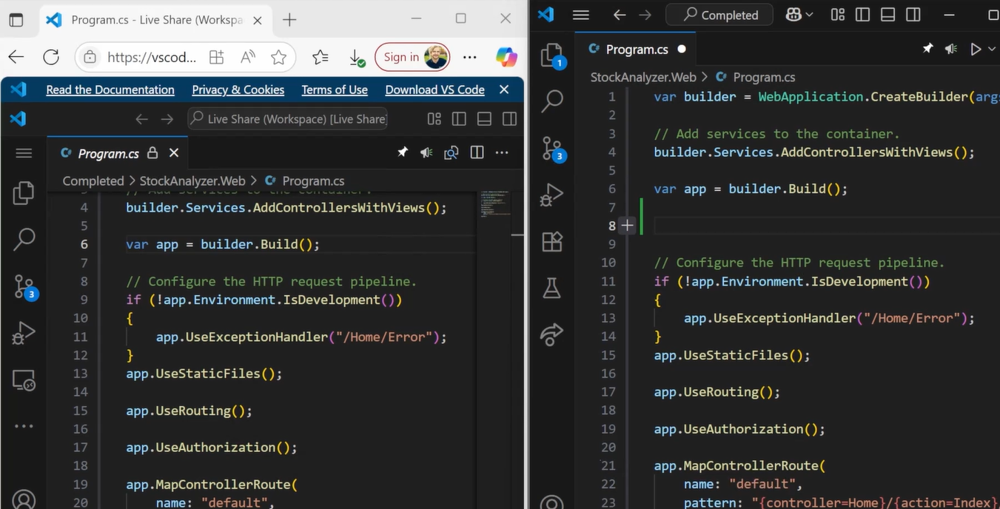 Program.cs - Live Share (Workspa
https://vscod...
Sign in
Read the Documentation Privacy & Cookies Terms of Use Download VS Code
Live Share (Workspace) [Live Share]
Program.cs
Completed > StockAnalyzer.Web > Program.cs
3 // Add services to the container.
4 builder.Services.AddControllersWithViews();
5
6 var app = builder.Build();
7
8 // Configure the HTTP request pipeline.
9 if (!app.Environment.IsDevelopment())
10 {
11 app.UseExceptionHandler("/Home/Error");
12 }
13 app.UseStaticFiles();
14
15 app.UseRouting();
16
17 app.UseAuthorization();
18
19 app.MapControllerRoute(
20 name: "default",
3
Completed
Program.cs
StockAnalyzer.Web > Program.cs
1 var builder = WebApplication.CreateBuilder(args
2
3 // Add services to the container.
4 builder.Services.AddControllersWithViews();
5
6 var app = builder.Build();
7
8
9
10 // Configure the HTTP request pipeline.
11 if (!app.Environment.IsDevelopment())
12 {
13 app.UseExceptionHandler("/Home/Error");
14 }
15 app.UseStaticFiles();
16
17 app.UseRouting();
18
19 app.UseAuthorization();
20
21 app.MapControllerRoute(
22 name: "default",
23 pattern: "{controller=Home}/{action=Index}/
1
3